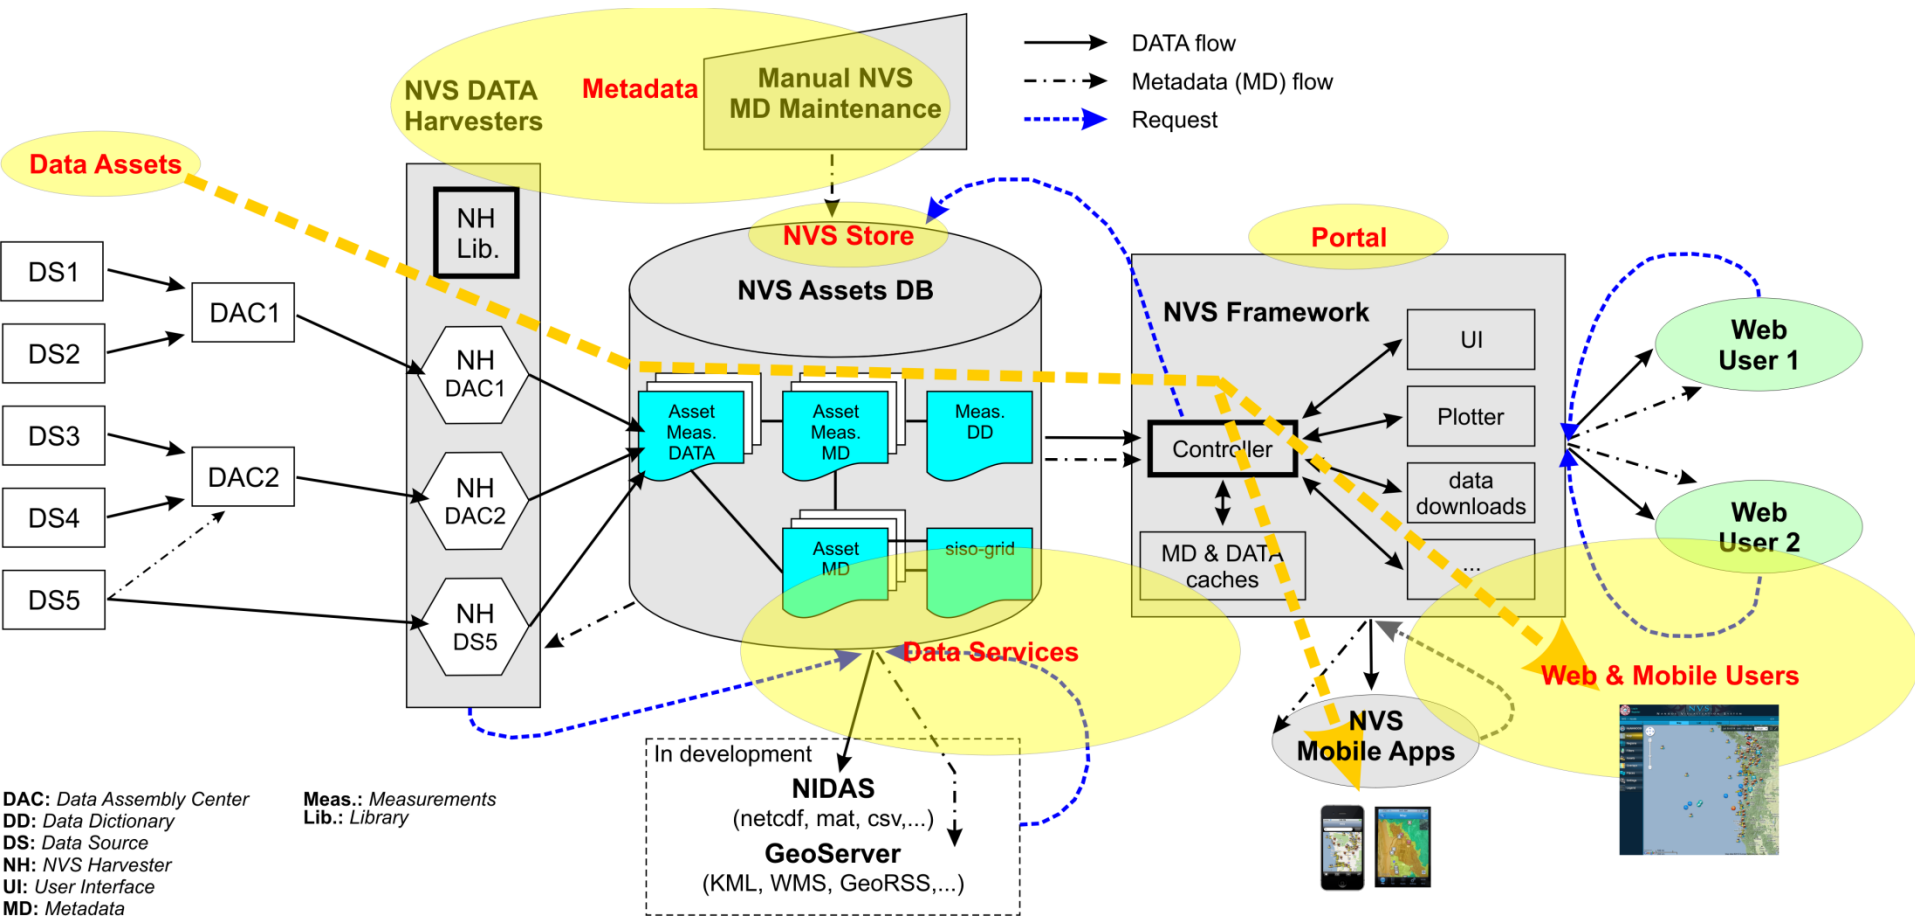 NVS DATA
Harvesters
Metadata
Manual NVS
MD Maintenance
DATA flow
Metadada (MD) flow
Request
Data Assets
NH
Lib.
NVS Store
NVS Assets DB
Portal
NVS Framework
DS1
DS2
DS3
DS4
DS5
DAC1
DAC2
NH
DAC1
NH
DAC2
NH
DS5
Asset
Meas.
DATA
Asset
Meas.
MD
Meas.
DD
Asset
MD
siso-grid
Controller
MD & DATA
caches
UI
Plotter
data
downloads
...
Web
User 1
Web
User 2
Data Services
Web & Mobile Users
NVS
Mobile Apps
In development
NIDAS
(netcdf, mat, csv,...)
GeoServer
(KML, WMS, GeoRSS,...)
DAC: Data Assembly Center
DD: Data Dictionary
DS: Data Source
NH: NVS Harvester
UI: User Interface
MD: Metadata
Meas.: Measurements
Lib.: Library
NVS